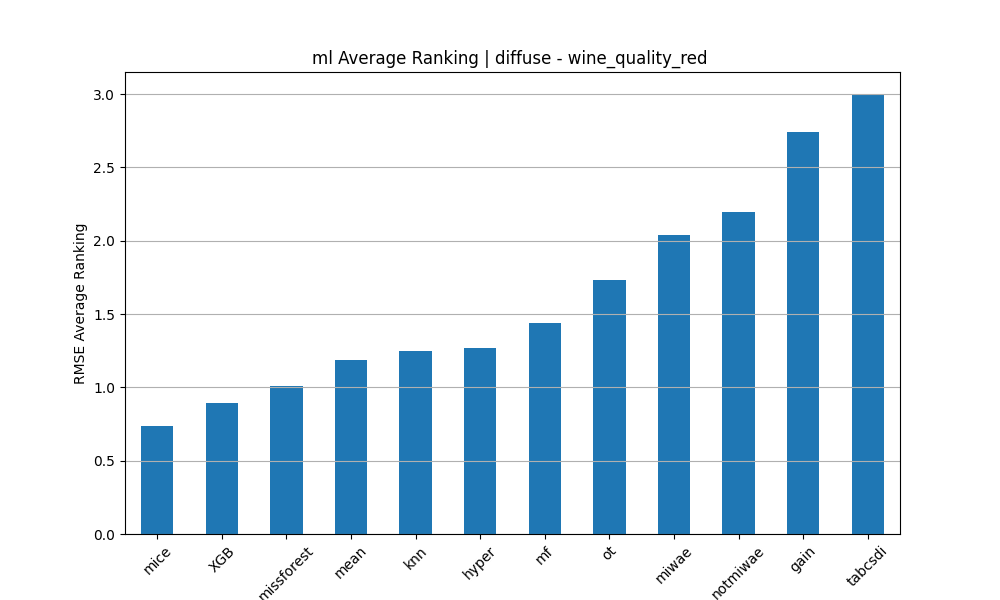 ml Average Ranking | diffuse - wine_quality_red
RMSE Average Ranking
3.0
2.5
2.0
1.5
1.0
0.5
0.0
mice XGB missforest mean knn hyper mf ot miwae notmiwae gain tabcsdi